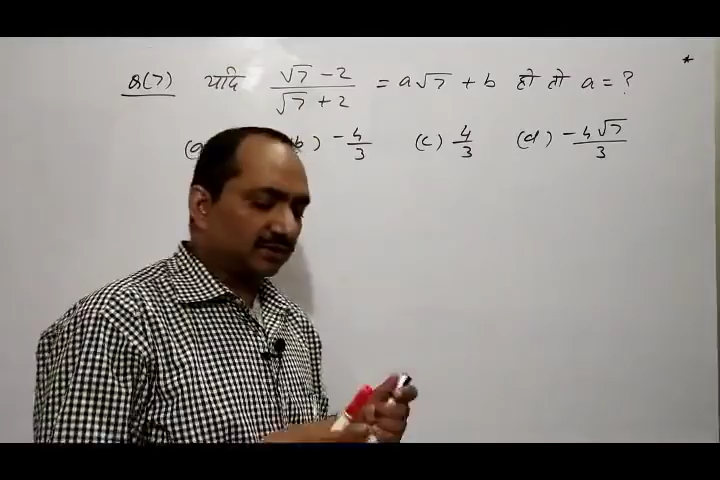 Q(7) यदि (√7 - 2)/(√7 + 2) = a√7 + b हो तो a = ?
(a b) -4/3 (c) 4/3 (d) -4√7/3